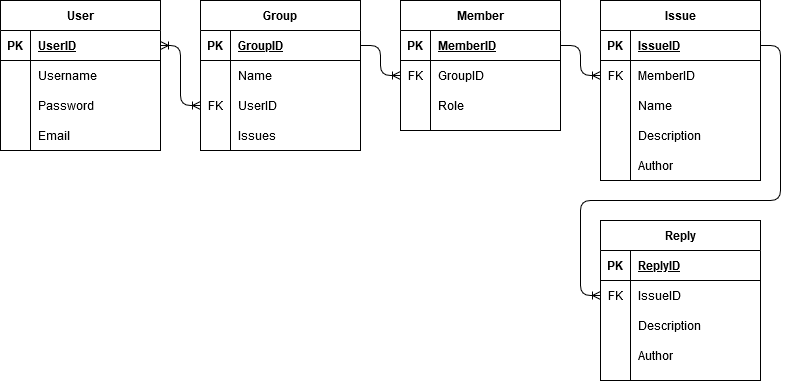 User
PK UserID
Username
Password
Email
Group
PK GroupID
Name
FK UserID
Issues
Member
PK MemberID
FK GroupID
Role
Issue
PK IssueID
FK MemberID
Name
Description
Author
Reply
PK ReplyID
FK IssueID
Description
Author